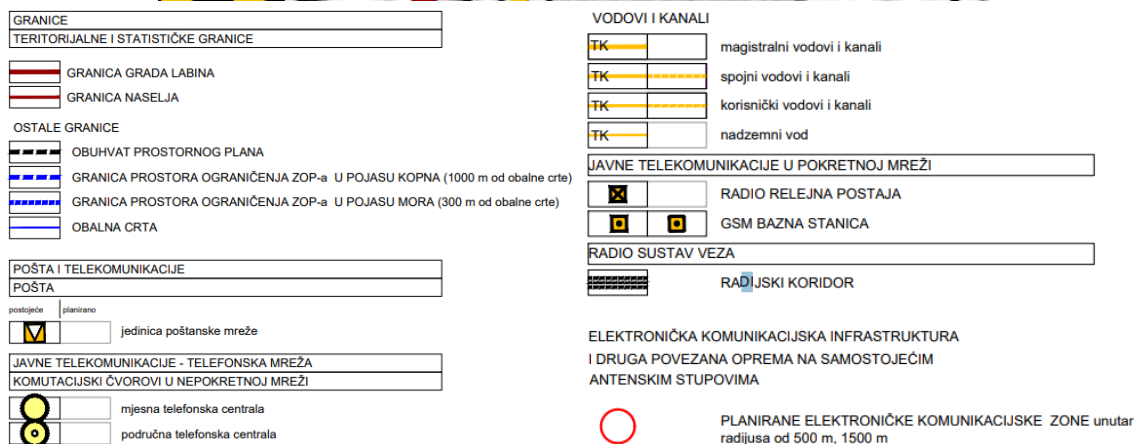 GRANICE
TERITORIJALNE I STATISTIČKE GRANICE
GRANICA GRADA LABINA
GRANICA NASELJA
OSTALE GRANICE
OBUHVAT PROSTORNOG PLANA
GRANICA PROSTORA OGRANIČENJA ZOP-a U POJASU KOPNA (1000 m od obalne crte)
GRANICA PROSTORA OGRANIČENJA ZOP-a U POJASU MORA (300 m od obalne crte)
OBALNA CRTA
POŠTA I TELEKOMUNIKACIJE
POŠTA
postojeće planirano
jedinica poštanske mreže
JAVNE TELEKOMUNIKACIJE - TELEFONSKA MREŽA
KOMUTACIJSKI ČVOROVI U NEPOKRETNOJ MREŽI
mjesna telefonska centrala
područna telefonska centrala
VODOVI I KANALI
TK magistralni vodovi i kanali
TK spojni vodovi i kanali
TK korisnički vodovi i kanali
TK nadzemni vod
JAVNE TELEKOMUNIKACIJE U POKRETNOJ MREŽI
RADIO RELEJNA POSTAJA
GSM BAZNA STANICA
RADIO SUSTAV VEZA
RADIJSKI KORIDOR
ELEKTRONIČKA KOMUNIKACIJSKA INFRASTRUKTURA
I DRUGA POVEZANA OPREMA NA SAMOSTOJEĆIM
ANTENSKIM STUPOVIMA
PLANIRANE ELEKTRONIČKE KOMUNIKACIJSKE ZONE unutar
radijusa od 500 m, 1500 m